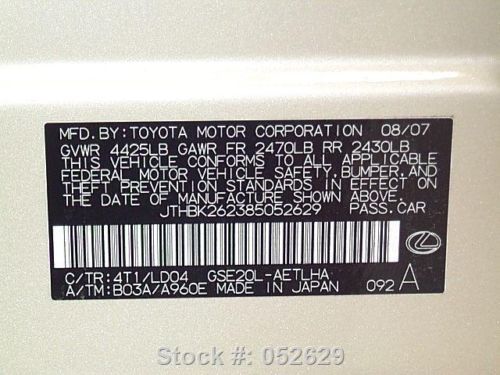 MFD. BY: TOYOTA MOTOR CORPORATION 08/07
GVWR 4425LB GAWR FR 2470LB RR 2430LB
THIS VEHICLE CONFORMS TO ALL APPLICABLE
FEDERAL MOTOR VEHICLE SAFETY, BUMPER, AND
THEFT PREVENTION STANDARDS IN EFFECT ON
THE DATE OF MANUFACTURE SHOWN ABOVE.
JTHBK262385052629 PASS.CAR
C/TR: 4T1/LD04 GSE20L-AETLHA
A/TM: B03A/A960E MADE IN JAPAN 092 A
Stock #: 052629